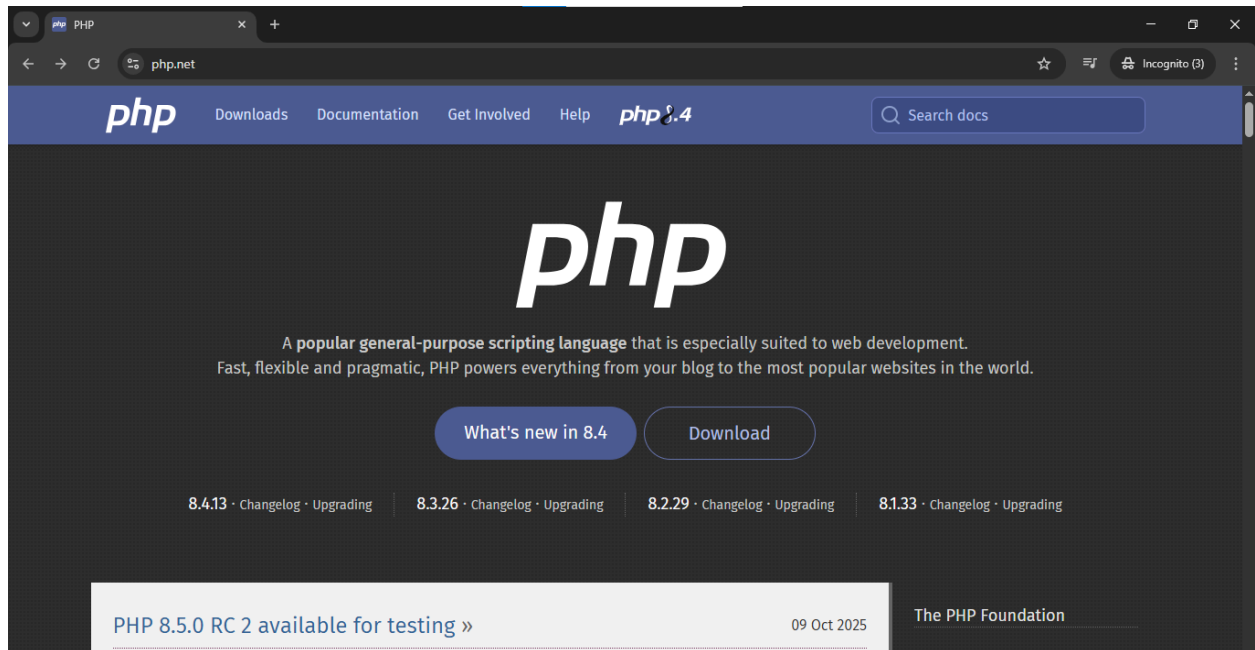 php PHP
php.net
Incognito (3)
php Downloads Documentation Get Involved Help php8.4 Search docs
php
A popular general-purpose scripting language that is especially suited to web development.
Fast, flexible and pragmatic, PHP powers everything from your blog to the most popular websites in the world.
What's new in 8.4 Download
8.4.13 · Changelog · Upgrading 8.3.26 · Changelog · Upgrading 8.2.29 · Changelog · Upgrading 8.1.33 · Changelog · Upgrading
PHP 8.5.0 RC 2 available for testing » 09 Oct 2025
The PHP Foundation